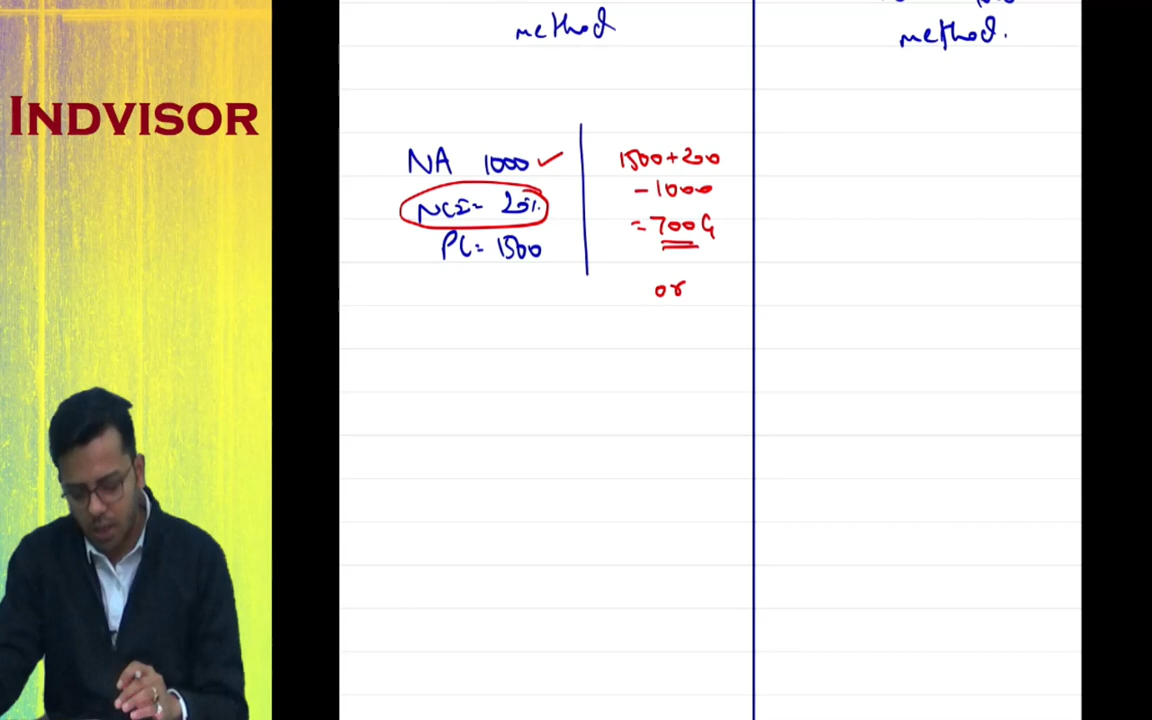 INDVISOR
method
method.
NA 1000 ✓
NCI = 20%.
PC = 1500
1500+200
-1000
= 700 G
or